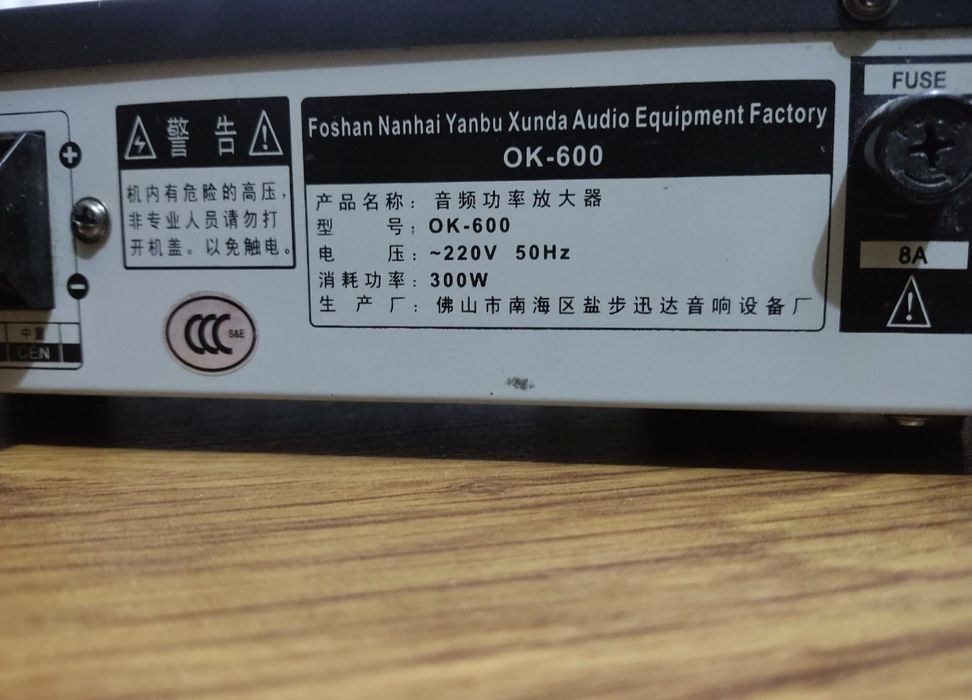 警 告
机内有危险的高压，
非专业人员请勿打
开机盖。以免触电。
Foshan Nanhai Yanbu Xunda Audio Equipment Factory
OK-600
产品名称：音频功率放大器
型 号：OK-600
电 压：~220V 50Hz
消耗功率：300W
生 产 厂：佛山市南海区盐步迅达音响设备厂
FUSE
8A
CCC S&E
中置
CEN